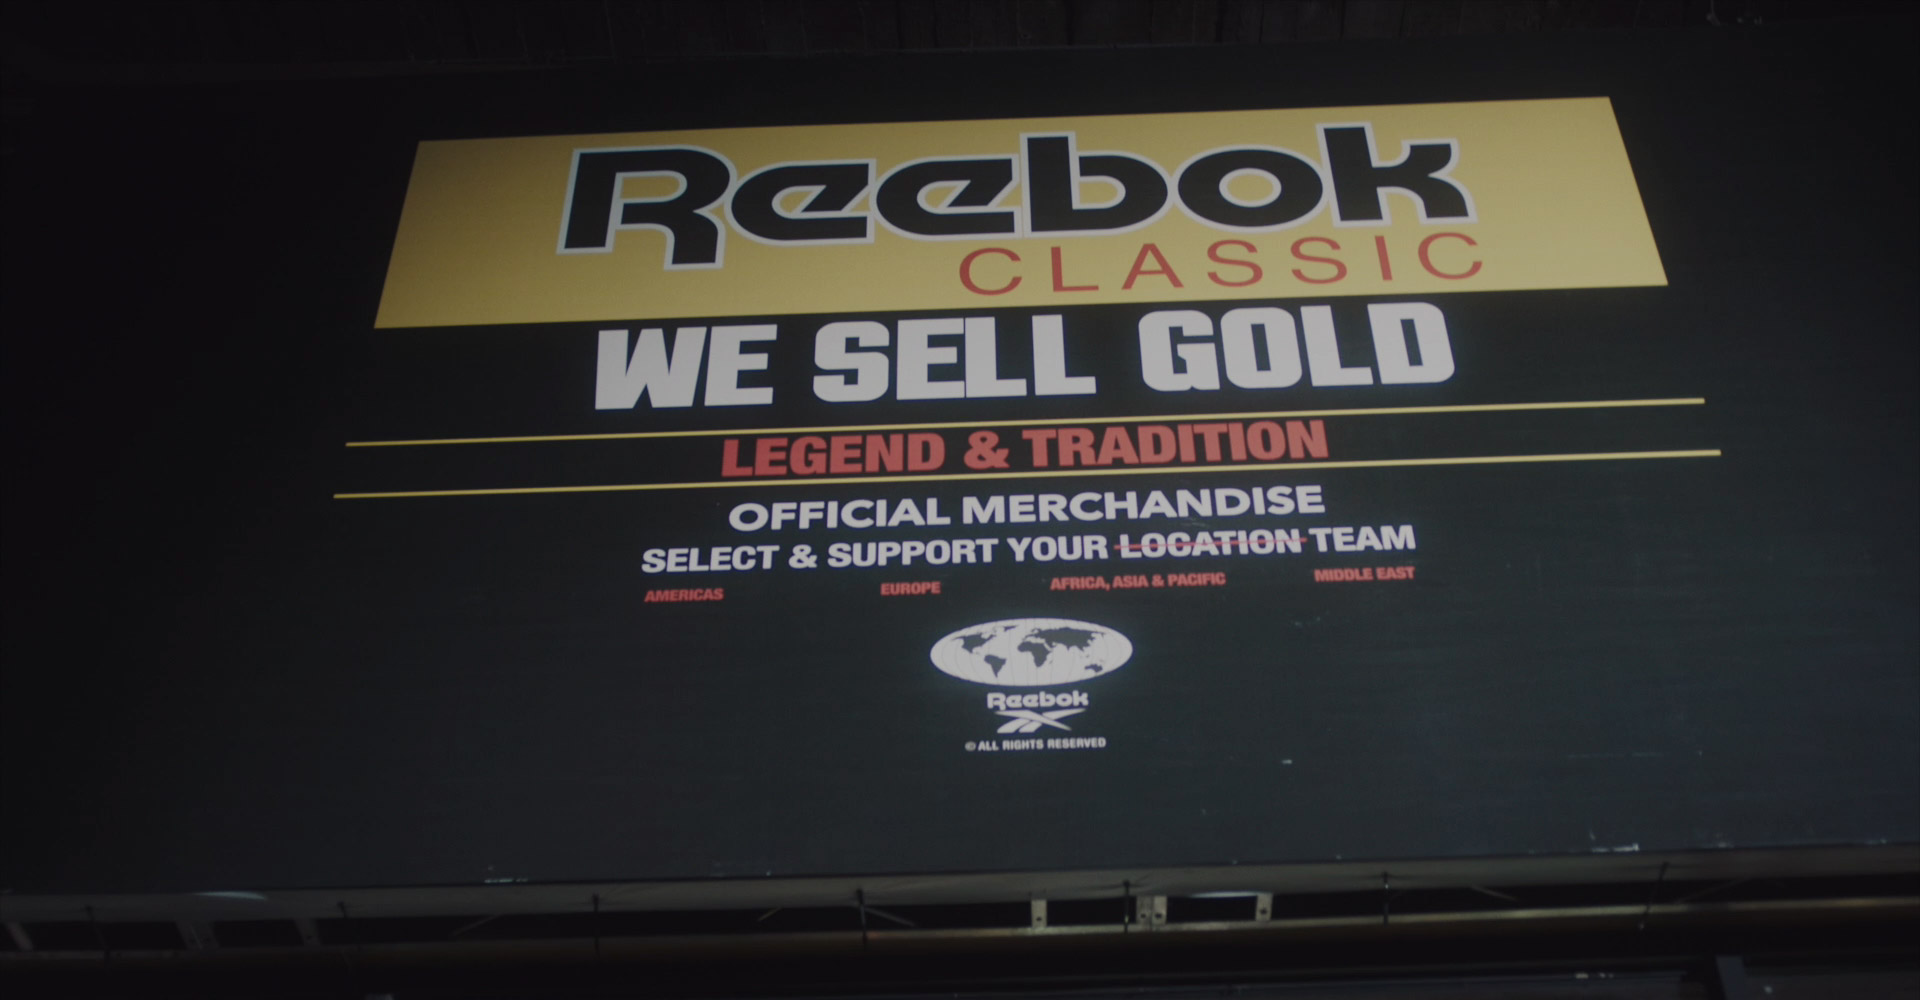 Reebok
CLASSIC
WE SELL GOLD
LEGEND & TRADITION
OFFICIAL MERCHANDISE
SELECT & SUPPORT YOUR LOCATION TEAM
AMERICAS EUROPE AFRICA, ASIA & PACIFIC MIDDLE EAST
Reebok
© ALL RIGHTS RESERVED